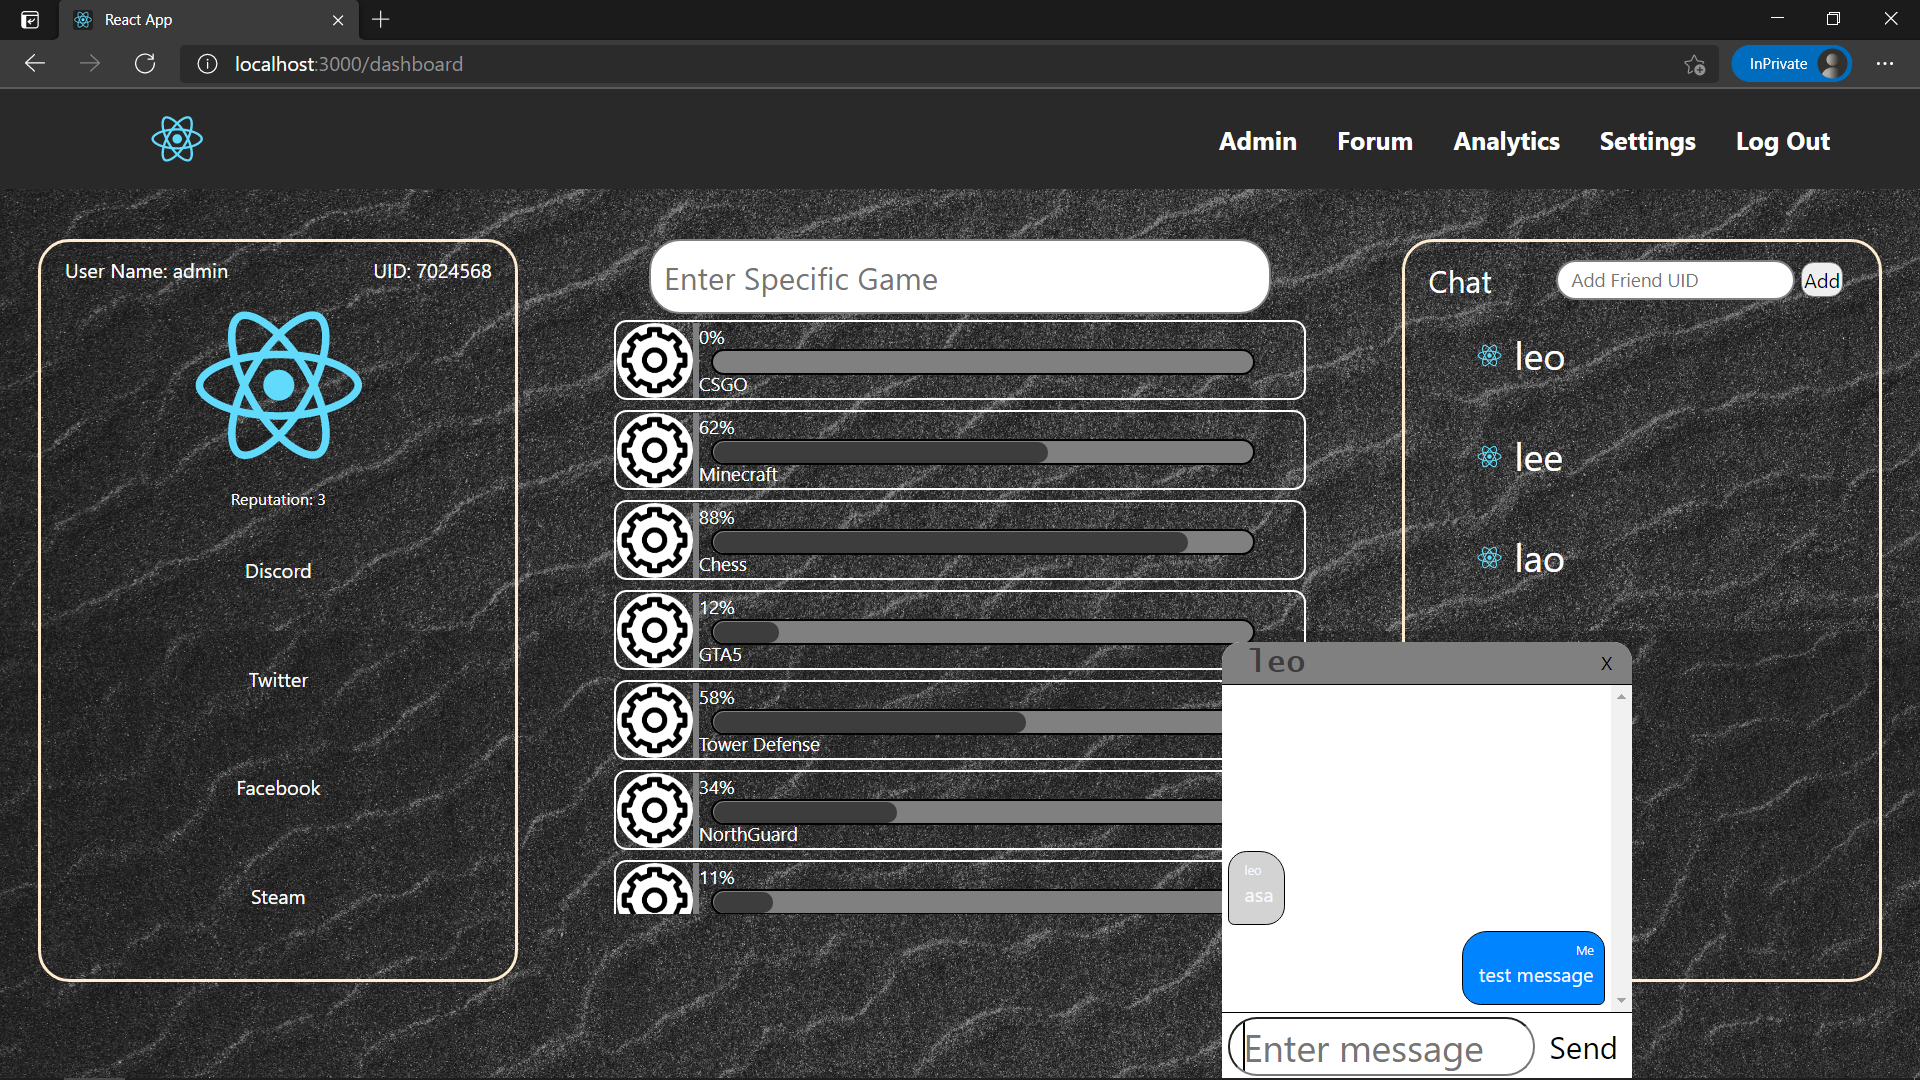 React App
localhost:3000/dashboard
InPrivate
Admin Forum Analytics Settings Log Out
User Name: admin UID: 7024568
Reputation: 3
Discord
Twitter
Facebook
Steam
Enter Specific Game
0%
CSGO
62%
Minecraft
88%
Chess
12%
GTA5
58%
Tower Defense
34%
NorthGuard
11%
Chat Add Friend UID Add
leo
lee
lao
leo X
leo
asa
Me
test message
Enter message Send